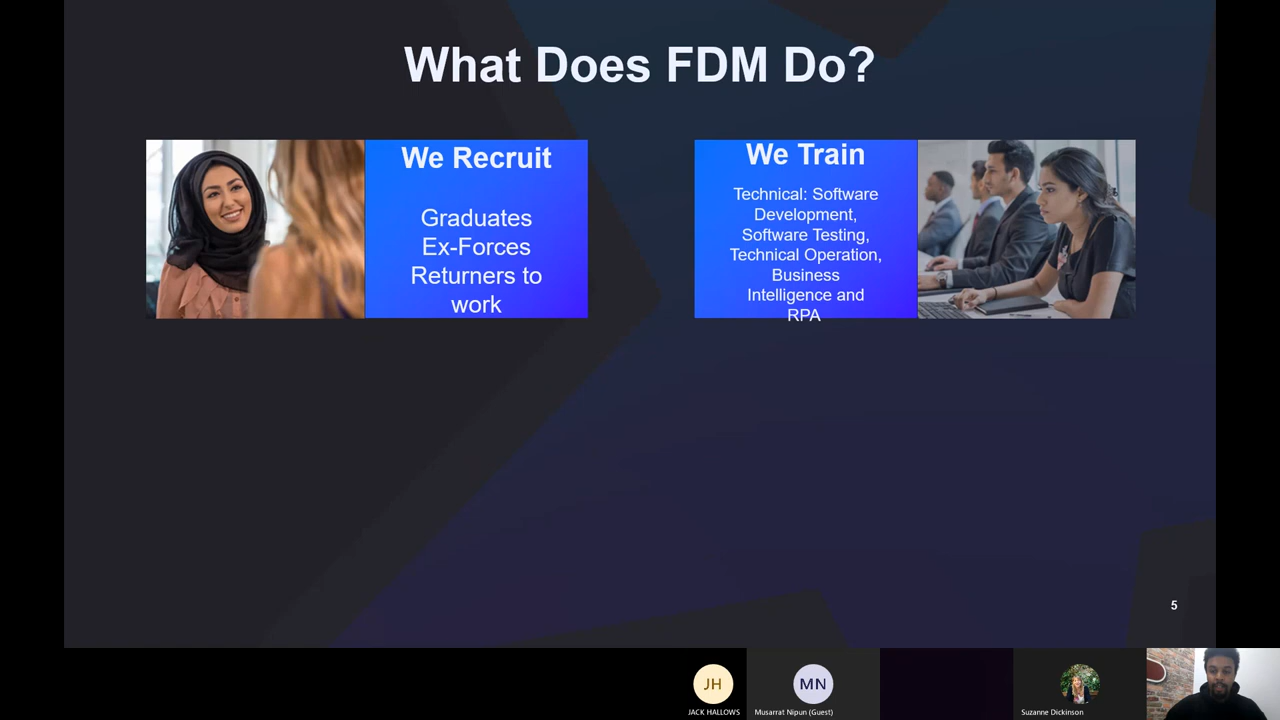 What Does FDM Do?
We Recruit
Graduates
Ex-Forces
Returners to
work
We Train
Technical: Software
Development,
Software Testing,
Technical Operation,
Business
Intelligence and
RPA
5
JH
JACK HALLOWS
MN
Musarrat Nipun (Guest)
Suzanne Dickinson